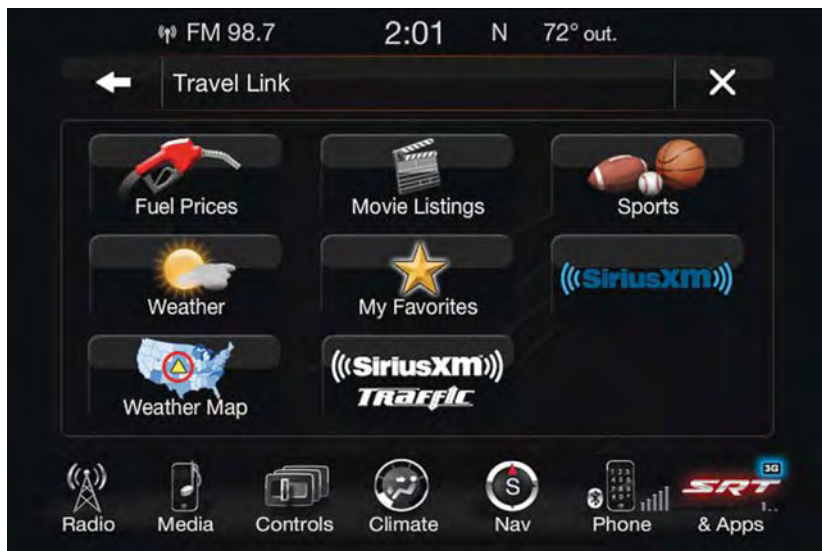 FM 98.7 2:01 N 72° out.
Travel Link
Fuel Prices Movie Listings Sports
Weather My Favorites ((SiriusXM))
Weather Map ((SiriusXM)) TRAFFIC
3G
S SRT
Radio Media Controls Climate Nav Phone & Apps